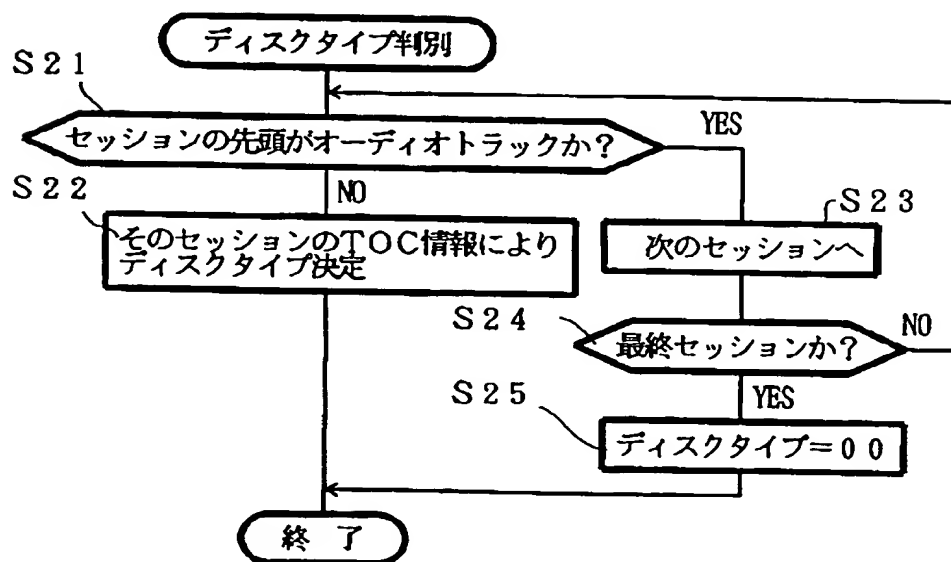 ディスクタイプ判別
S21
セッションの先頭がオーディオトラックか?
YES
S22
NO
そのセッションのTOC情報により
ディスクタイプ決定
S23
次のセッションへ
S24
最終セッションか?
NO
YES
S25
ディスクタイプ=00
終了